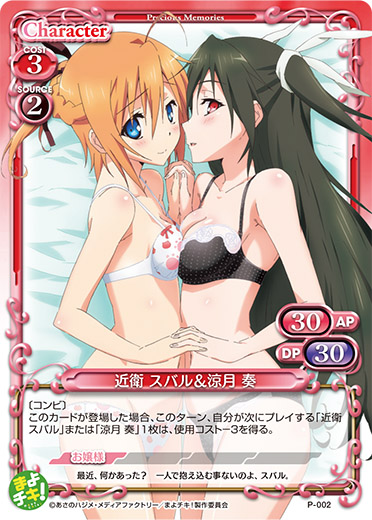 Precious Memories
Character
COST
3
SOURCE
2
30 AP
DP 30
近衛 スバル&涼月 奏
〔コンビ〕
このカードが登場した場合、このターン、自分が次にプレイする「近衛
スバル」または「涼月 奏」1枚は、使用コスト-3を得る。
お嬢様
最近、何かあった? 一人で抱え込む事ないのよ、スバル。
まよチキ!
©あさのハジメ・メディアファクトリー/まよチキ!製作委員会
P-002